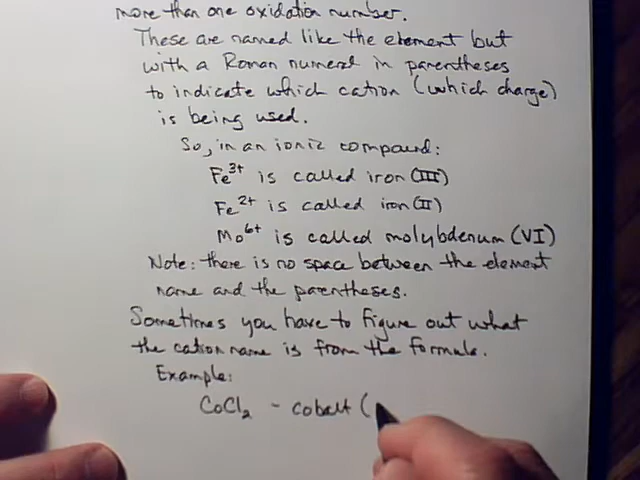 more than one oxidation number.
These are named like the element but
with a Roman numeral in parentheses
to indicate which cation (which charge)
is being used.
So, in an ionic compound:
Fe³⁺ is called iron(III)
Fe²⁺ is called iron(II)
Mo⁶⁺ is called molybdenum(VI)
Note: there is no space between the element
name and the parentheses.
Sometimes you have to figure out what
the cation name is from the formula.
Example:
CoCl₂ - cobalt (